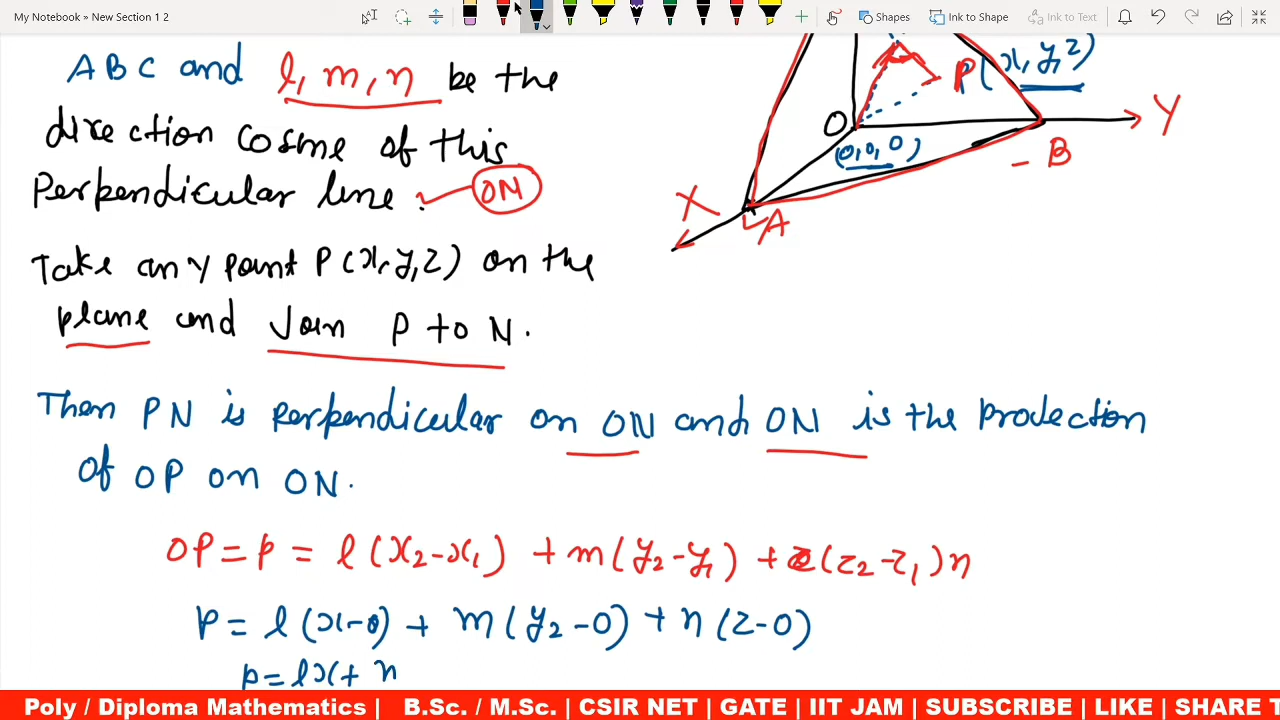 My Notebook » New Section 1 2
Shapes
Ink to Shape
Ink to Text
ABC and l, m, n be the
direction cosme of this
Perpendicular line. ON
Take any point P(x, y, z) on the
plane and Join P to N.
P(x, y, z)
O
(0, 0, 0)
Y
B
X
A
Then PN is perpendicular on ON and ON is the Projection
of OP on ON.
OP = p = l(x₂-x₁) + m(y₂-y₁) + (z₂-z₁)n
P = l(x-0) + m(y₂-0) + n(z-0)
p = lx + n
Poly / Diploma Mathematics | B.Sc. / M.Sc. | CSIR NET | GATE | IIT JAM | SUBSCRIBE | LIKE | SHARE T